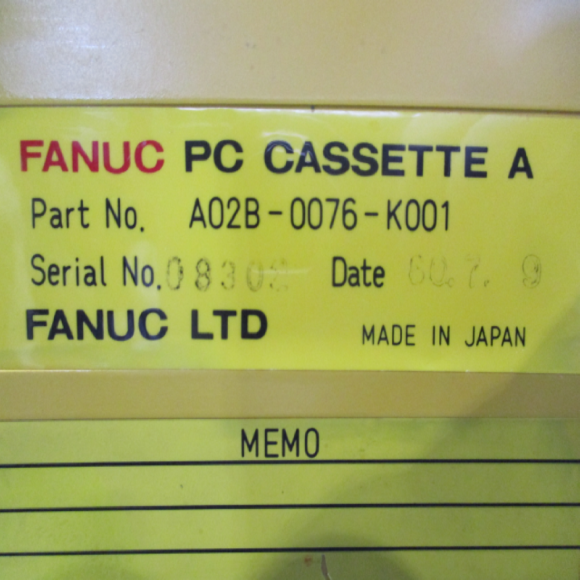 FANUC PC CASSETTE A
Part No. A02B-0076-K001
Serial No. Date
FANUC LTD
MADE IN JAPAN
MEMO